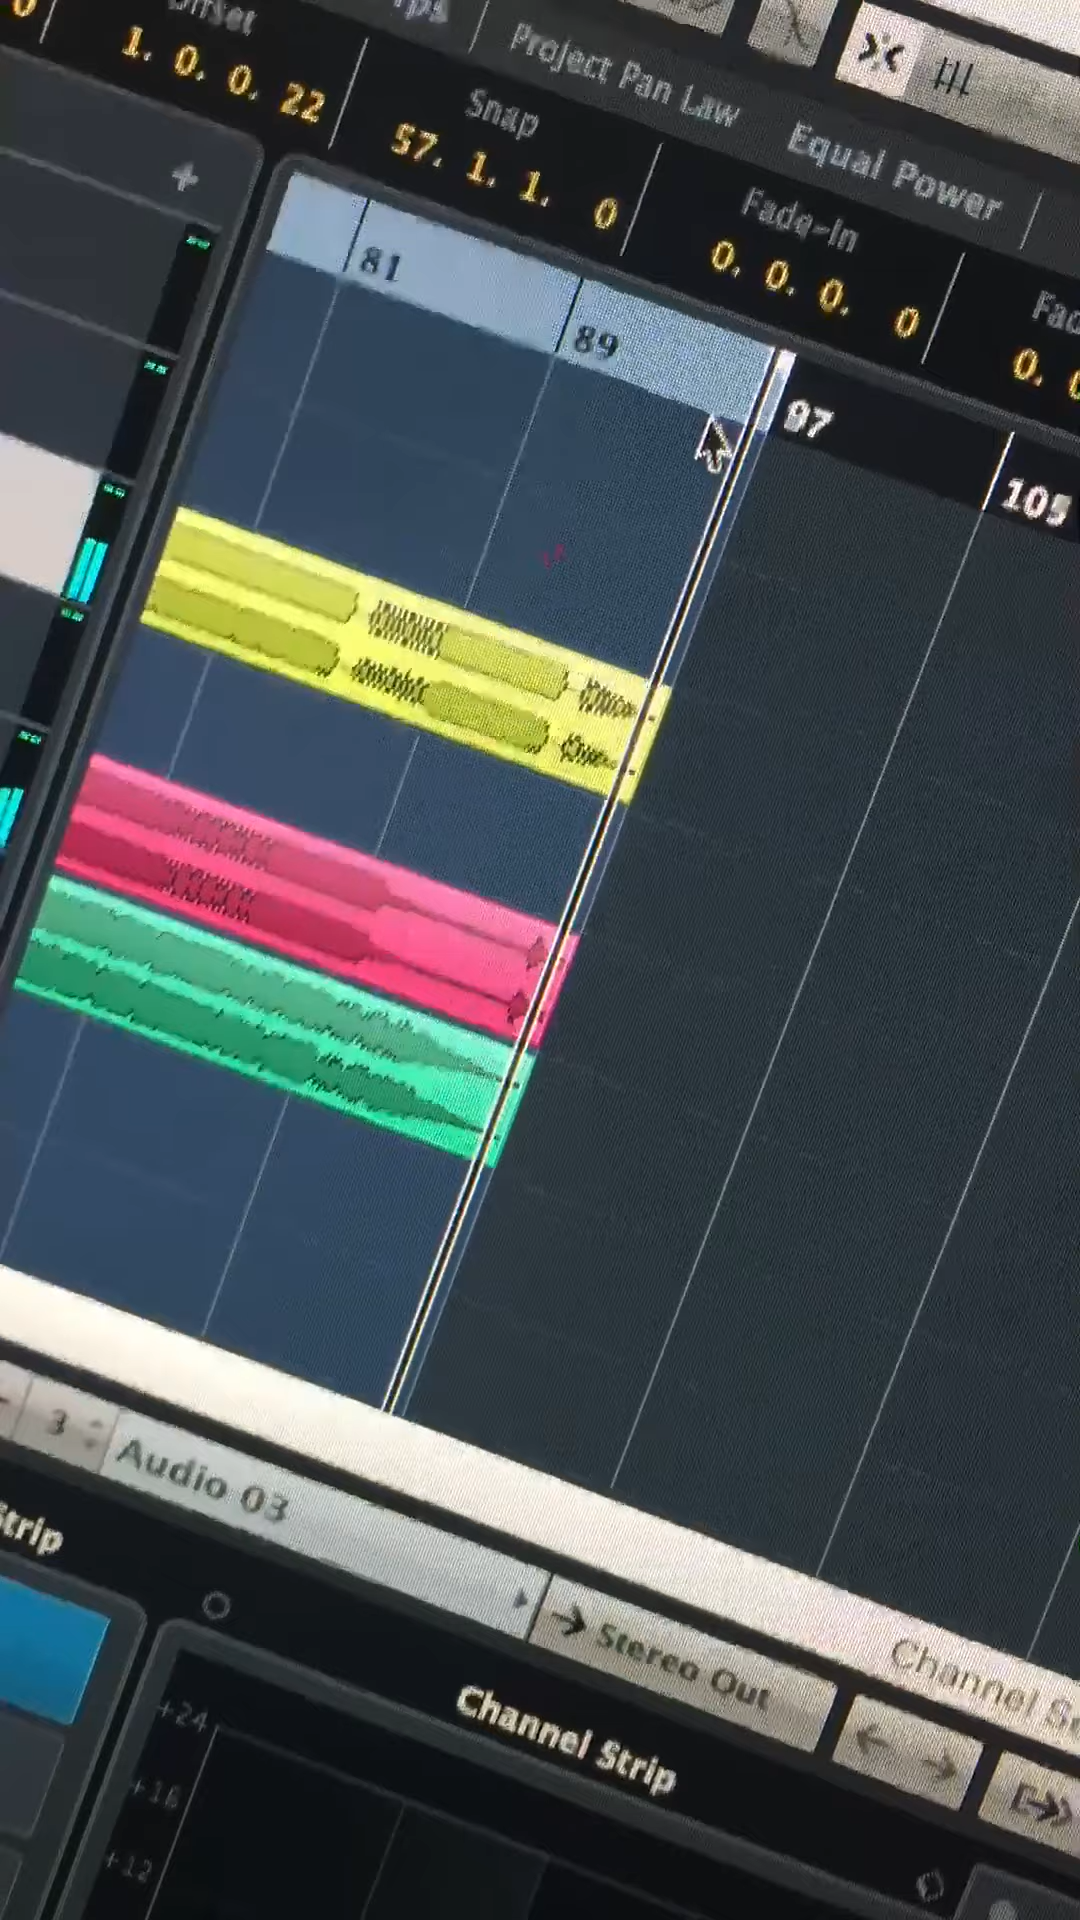 Offset
1. 0. 0. 22
Project Pan Law
Equal Power
Snap
57. 1. 1. 0
Fade-In
0. 0. 0. 0
81
89
97
105
3
Audio 03
Stereo Out
Channel
Channel Strip
+24
+16
+12